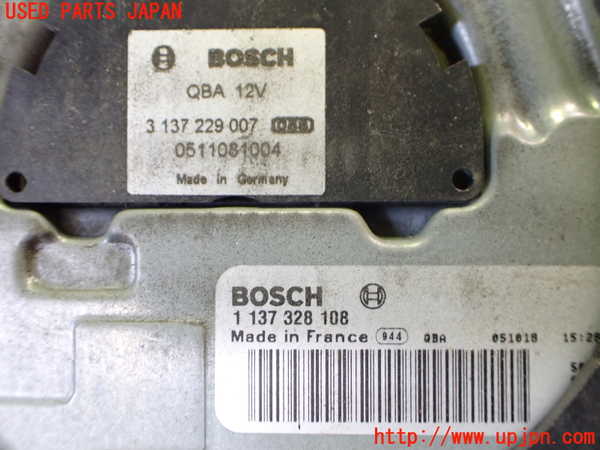 USED PARTS JAPAN
BOSCH
QBA 12V
3 137 229 007
0511081004
Made in Germany
BOSCH
1 137 328 108
Made in France 944 QBA 051018 15:28
http://www.upjpn.com